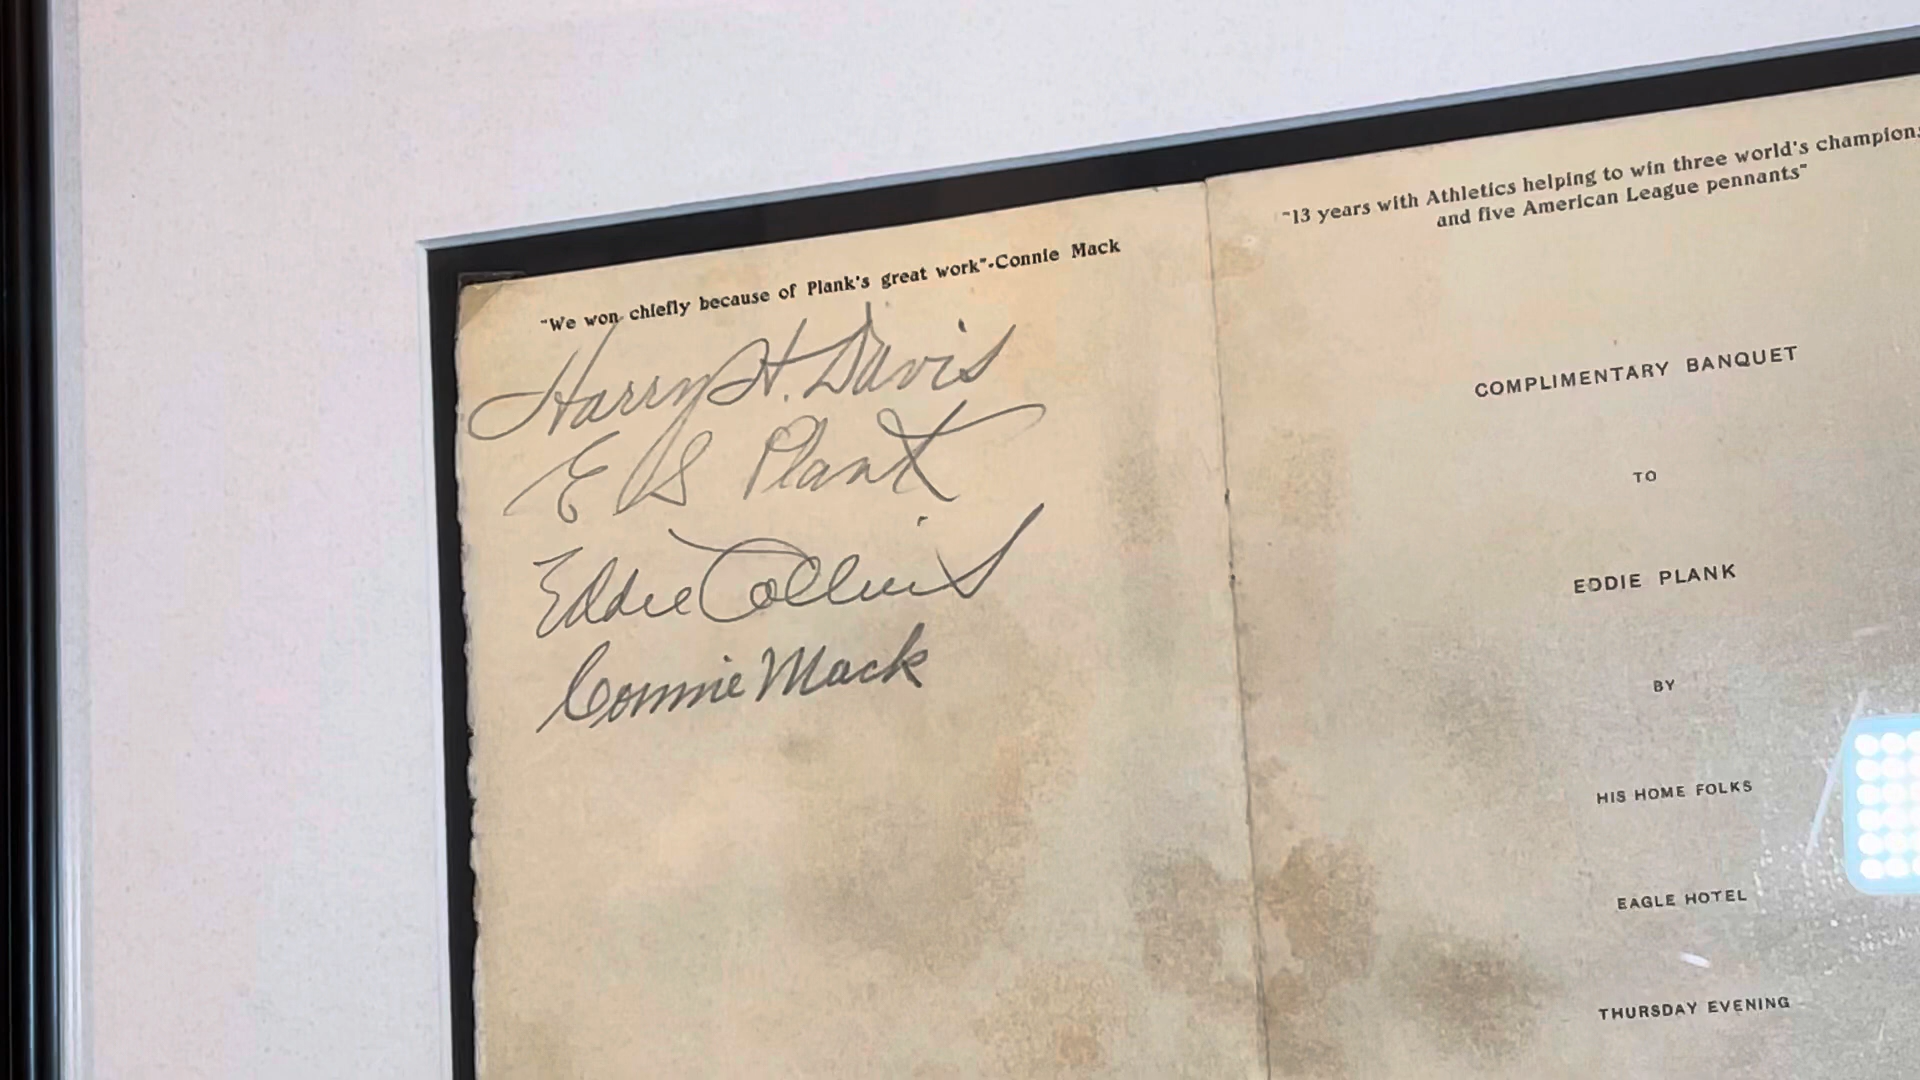 "We won chiefly because of Plank's great work"-Connie Mack
Harry H. Davis
E S Plank
Eddie Collins
Connie Mack
"13 years with Athletics helping to win three world's champions
and five American League pennants"
COMPLIMENTARY BANQUET
TO
EDDIE PLANK
BY
HIS HOME FOLKS
EAGLE HOTEL
THURSDAY EVENING